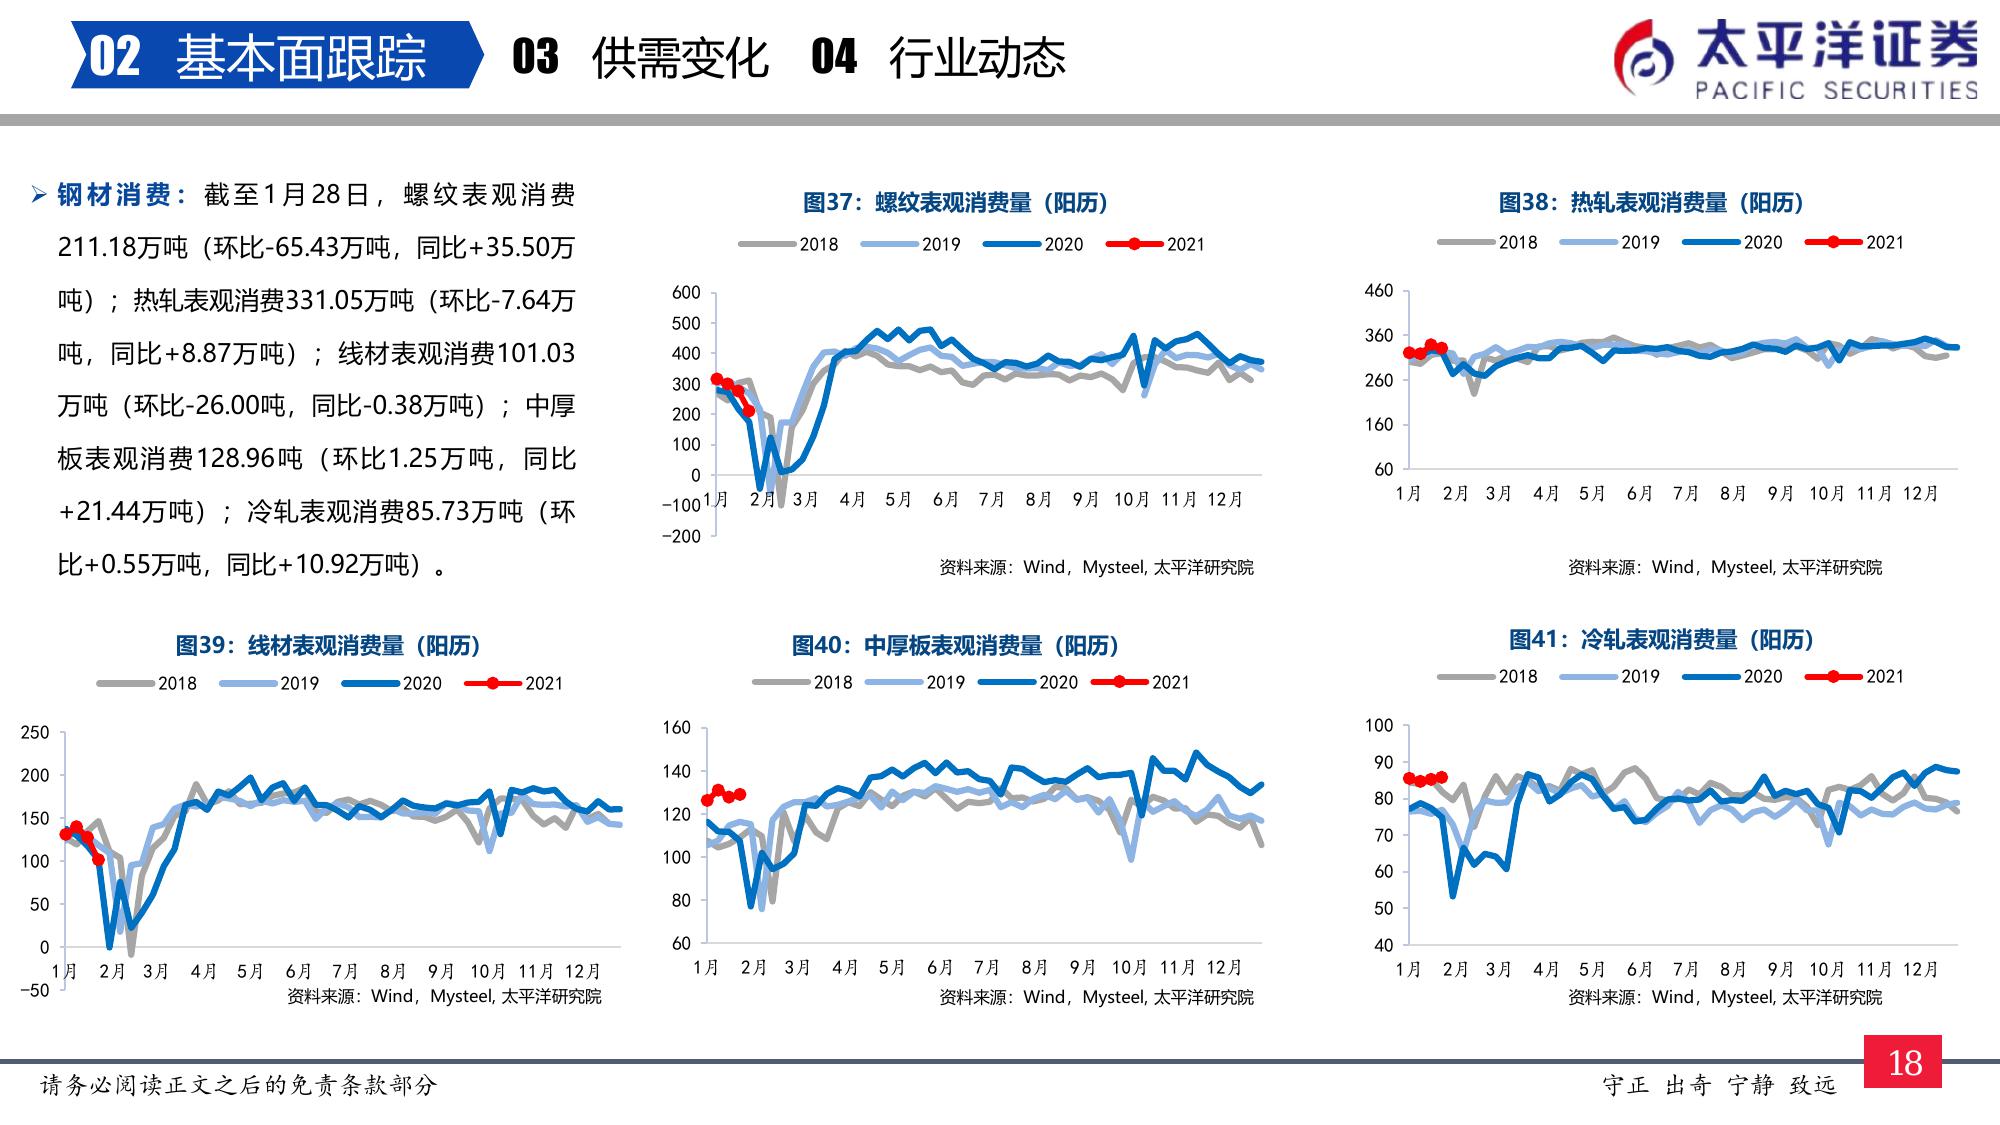 02 基本面跟踪 03 供需变化 04 行业动态
太平洋证券
PACIFIC SECURITIES
钢材消费：截至1月28日，螺纹表观消费
211.18万吨（环比-65.43万吨，同比+35.50万
吨）；热轧表观消费331.05万吨（环比-7.64万
吨，同比+8.87万吨）；线材表观消费101.03
万吨（环比-26.00吨，同比-0.38万吨）；中厚
板表观消费128.96吨（环比1.25万吨，同比
+21.44万吨）；冷轧表观消费85.73万吨（环
比+0.55万吨，同比+10.92万吨）。
图37：螺纹表观消费量（阳历）
2018 2019 2020 2021
600
500
400
300
200
100
0
-100
-200
1月 2月 3月 4月 5月 6月 7月 8月 9月 10月 11月 12月
资料来源：Wind，Mysteel, 太平洋研究院
图38：热轧表观消费量（阳历）
2018 2019 2020 2021
460
360
260
160
60
1月 2月 3月 4月 5月 6月 7月 8月 9月 10月 11月 12月
资料来源：Wind，Mysteel, 太平洋研究院
图39：线材表观消费量（阳历）
2018 2019 2020 2021
250
200
150
100
50
0
-50
1月 2月 3月 4月 5月 6月 7月 8月 9月 10月 11月 12月
资料来源：Wind，Mysteel, 太平洋研究院
图40：中厚板表观消费量（阳历）
2018 2019 2020 2021
160
140
120
100
80
60
1月 2月 3月 4月 5月 6月 7月 8月 9月 10月 11月 12月
资料来源：Wind，Mysteel, 太平洋研究院
图41：冷轧表观消费量（阳历）
2018 2019 2020 2021
100
90
80
70
60
50
40
1月 2月 3月 4月 5月 6月 7月 8月 9月 10月 11月 12月
资料来源：Wind，Mysteel, 太平洋研究院
请务必阅读正文之后的免责条款部分
守正 出奇 宁静 致远
18